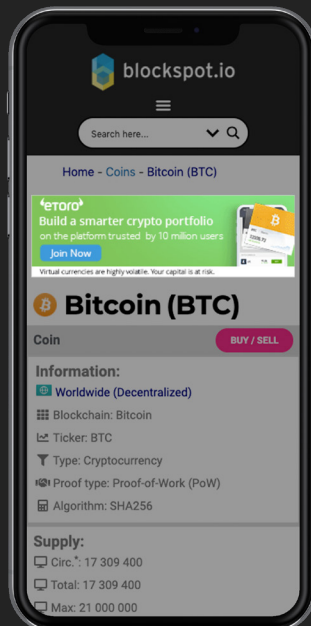 blockspot.io
Search here...
Home - Coins - Bitcoin (BTC)
eTORO
Build a smarter crypto portfolio
on the platform trusted by 10 million users
Join Now
Virtual currencies are highly volatile. Your capital is at risk.
Bitcoin (BTC)
Coin
BUY / SELL
Information:
Worldwide (Decentralized)
Blockchain: Bitcoin
Ticker: BTC
Type: Cryptocurrency
Proof type: Proof-of-Work (PoW)
Algorithm: SHA256
Supply:
Circ.*: 17 309 400
Total: 17 309 400
Max: 21 000 000